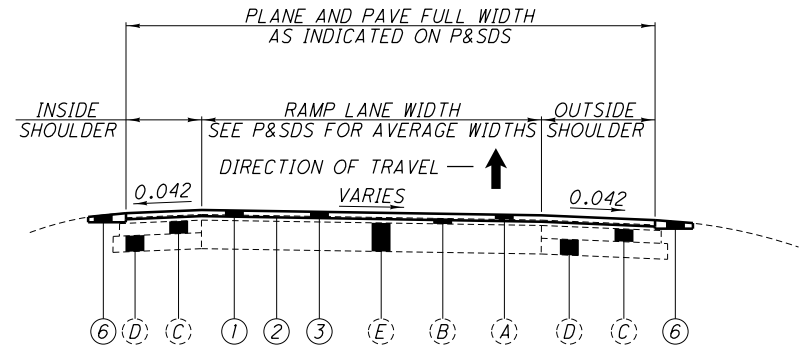 PLANE AND PAVE FULL WIDTH
AS INDICATED ON P&SDS
INSIDE
SHOULDER
RAMP LANE WIDTH
SEE P&SDS FOR AVERAGE WIDTHS
OUTSIDE
SHOULDER
DIRECTION OF TRAVEL
0.042
VARIES
0.042
6 D C 1 2 3 E B A D C 6